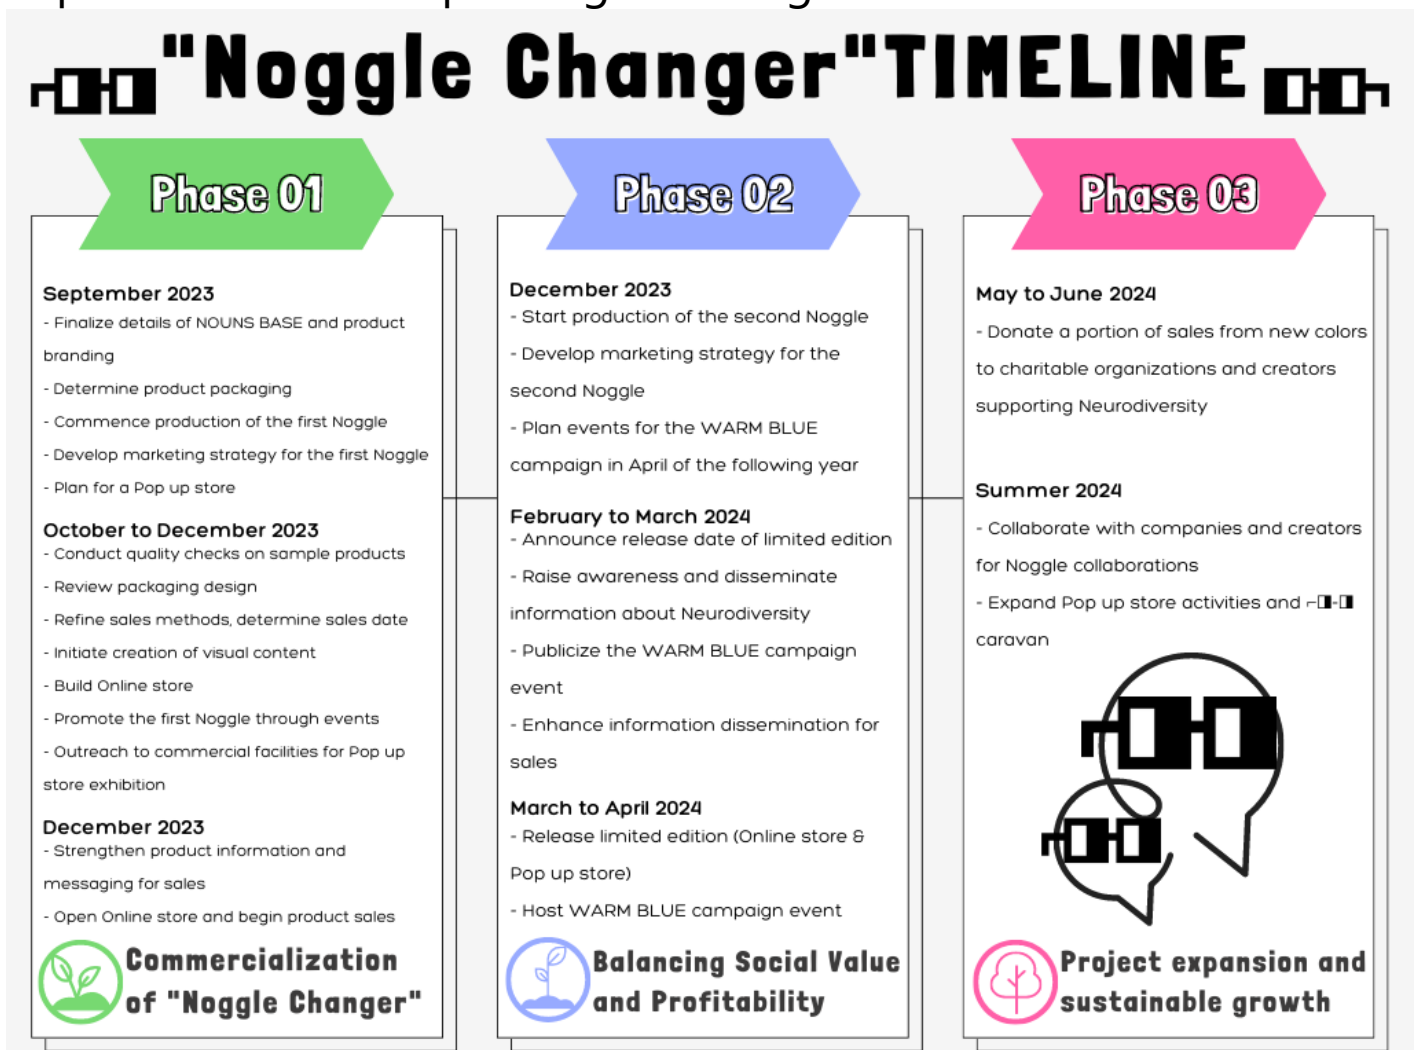 "Noggle Changer"TIMELINE
Phase 01
September 2023
- Finalize details of NOUNS BASE and product
branding
- Determine product packaging
- Commence production of the first Noggle
- Develop marketing strategy for the first Noggle
- Plan for a Pop up store
October to December 2023
- Conduct quality checks on sample products
- Review packaging design
- Refine sales methods, determine sales date
- Initiate creation of visual content
- Build Online store
- Promote the first Noggle through events
- Outreach to commercial facilities for Pop up
store exhibition
December 2023
- Strengthen product information and
messaging for sales
- Open Online store and begin product sales
Commercialization
of "Noggle Changer"
Phase 02
December 2023
- Start production of the second Noggle
- Develop marketing strategy for the
second Noggle
- Plan events for the WARM BLUE
campaign in April of the following year
February to March 2024
- Announce release date of limited edition
- Raise awareness and disseminate
information about Neurodiversity
- Publicize the WARM BLUE campaign
event
- Enhance information dissemination for
sales
March to April 2024
- Release limited edition (Online store &
Pop up store)
- Host WARM BLUE campaign event
Balancing Social Value
and Profitability
Phase 03
May to June 2024
- Donate a portion of sales from new colors
to charitable organizations and creators
supporting Neurodiversity
Summer 2024
- Collaborate with companies and creators
for Noggle collaborations
- Expand Pop up store activities and ⌐◨-◨
caravan
Project expansion and
sustainable growth